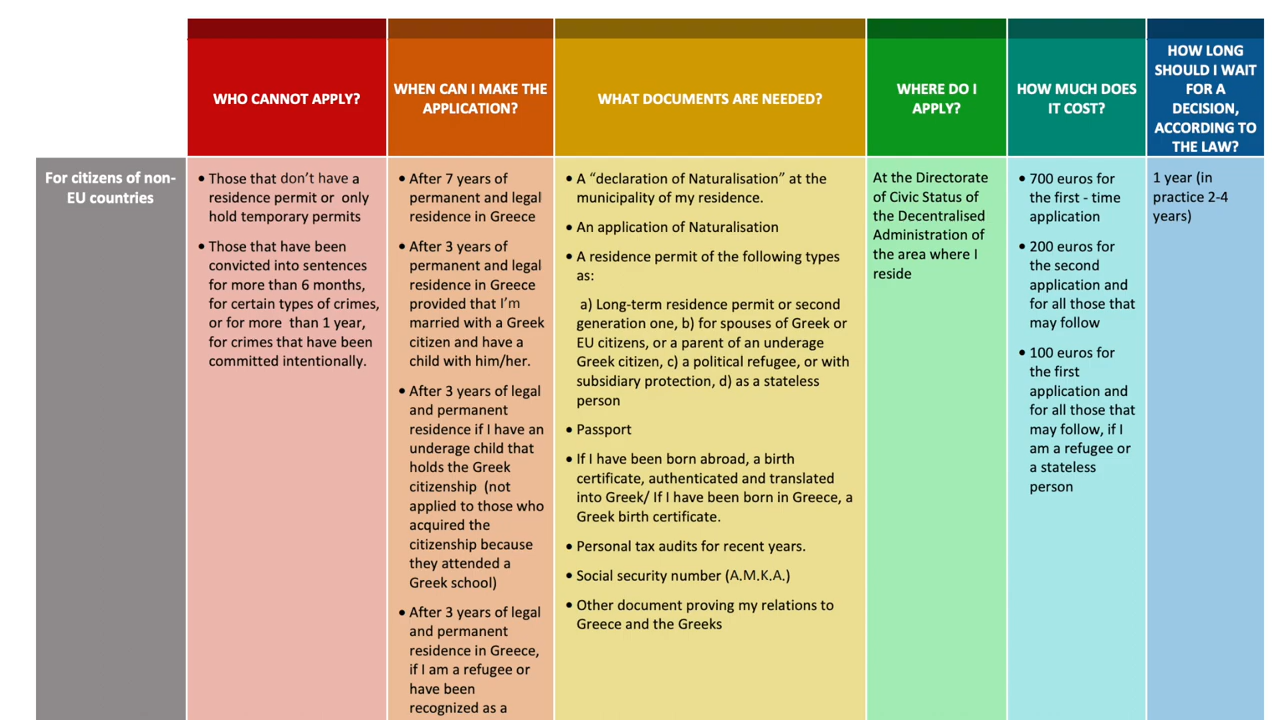 WHO CANNOT APPLY?
WHEN CAN I MAKE THE
APPLICATION?
WHAT DOCUMENTS ARE NEEDED?
WHERE DO I
APPLY?
HOW MUCH DOES
IT COST?
HOW LONG
SHOULD I WAIT
FOR A
DECISION,
ACCORDING TO
THE LAW?
For citizens of non-
EU countries
• Those that don't have a
residence permit or only
hold temporary permits
• Those that have been
convicted into sentences
for more than 6 months,
for certain types of crimes,
or for more than 1 year,
for crimes that have been
committed intentionally.
• After 7 years of
permanent and legal
residence in Greece
• After 3 years of
permanent and legal
residence in Greece
provided that I'm
married with a Greek
citizen and have a
child with him/her.
• After 3 years of legal
and permanent
residence if I have an
underage child that
holds the Greek
citizenship (not
applied to those who
acquired the
citizenship because
they attended a
Greek school)
• After 3 years of legal
and permanent
residence in Greece,
if I am a refugee or
have been
recognized as a
• A “declaration of Naturalisation” at the
municipality of my residence.
• An application of Naturalisation
• A residence permit of the following types
as:
a) Long-term residence permit or second
generation one, b) for spouses of Greek or
EU citizens, or a parent of an underage
Greek citizen, c) a political refugee, or with
subsidiary protection, d) as a stateless
person
• Passport
• If I have been born abroad, a birth
certificate, authenticated and translated
into Greek/ If I have been born in Greece, a
Greek birth certificate.
• Personal tax audits for recent years.
• Social security number (A.M.K.A.)
• Other document proving my relations to
Greece and the Greeks
At the Directorate
of Civic Status of
the Decentralised
Administration of
the area where I
reside
• 700 euros for
the first - time
application
• 200 euros for
the second
application and
for all those that
may follow
• 100 euros for
the first
application and
for all those that
may follow, if I
am a refugee or
a stateless
person
1 year (in
practice 2-4
years)